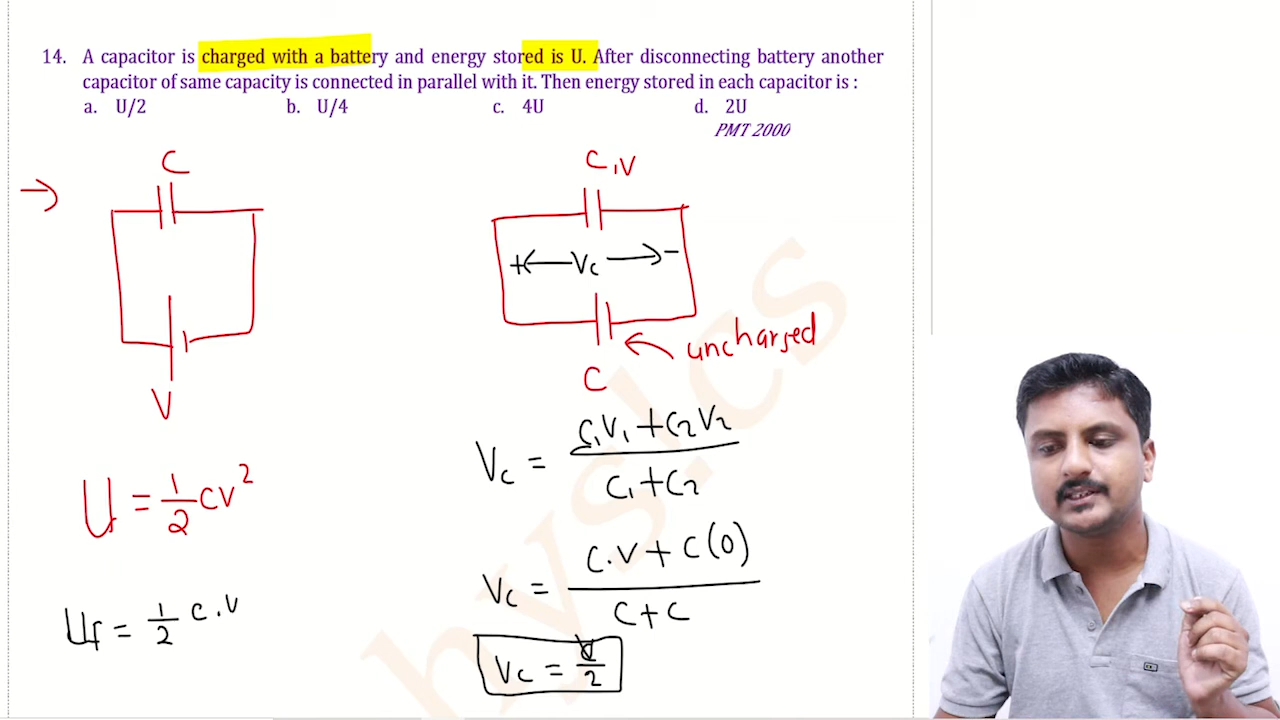 14. A capacitor is charged with a battery and energy stored is U. After disconnecting battery another
capacitor of same capacity is connected in parallel with it. Then energy stored in each capacitor is :
a. U/2 b. U/4 c. 4U d. 2U
PMT 2000
→ C
C, V
+ ← Vc → -
uncharged
V
C
Vc = C₁V₁ + C₂V₂ / C₁ + C₂
U = 1/2 CV²
Vc = C.V + C(0) / C + C
Uf = 1/2 C.V
Vc = V/2